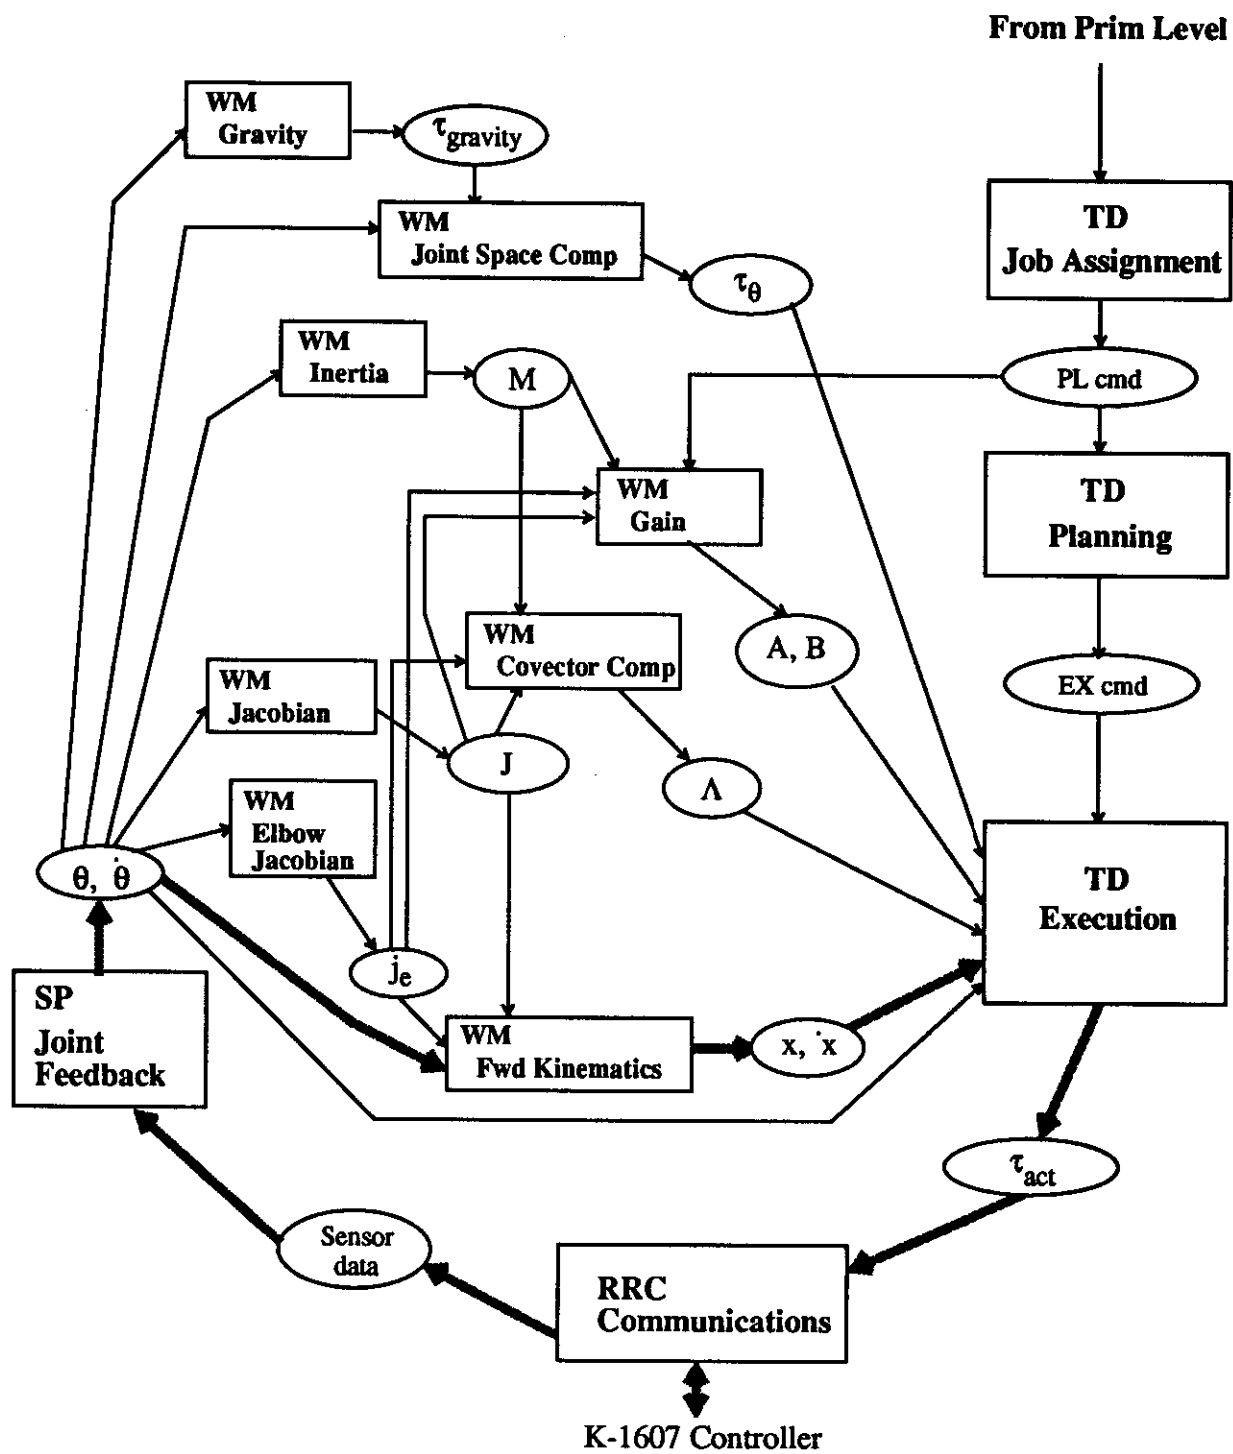 From Prim Level
WM
Gravity
τgravity
WM
Joint Space Comp
TD
Job Assignment
τθ
WM
Inertia
M
PL cmd
WM
Gain
TD
Planning
WM
Covector Comp
A, B
EX cmd
WM
Jacobian
J
Λ
WM
Elbow
Jacobian
θ, θ̇
TD
Execution
je
SP
Joint
Feedback
WM
Fwd Kinematics
x, ẋ
τact
Sensor
data
RRC
Communications
K-1607 Controller